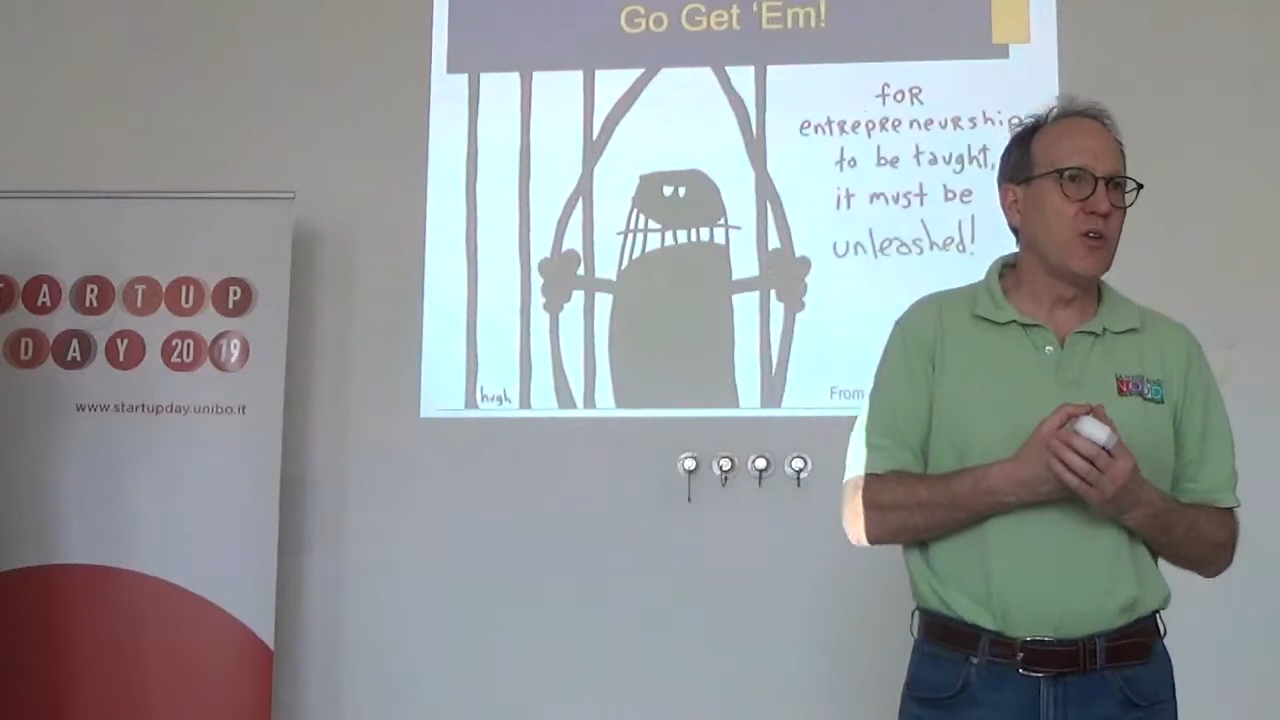 Go Get 'Em!
for
entrepreneurship
to be taught,
it must be
unleashed!
hugh
From
TARTUP
DAY 2019
www.startupday.unibo.it